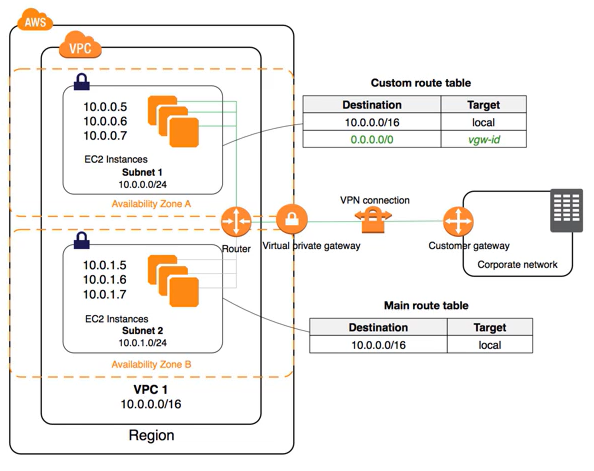 AWS
VPC
10.0.0.5
10.0.0.6
10.0.0.7
EC2 Instances
Subnet 1
10.0.0.0/24
Availability Zone A
Custom route table
Destination Target
10.0.0.0/16 local
0.0.0.0/0 vgw-id
VPN connection
Router
Virtual private gateway
Customer gateway
Corporate network
10.0.1.5
10.0.1.6
10.0.1.7
EC2 Instances
Subnet 2
10.0.1.0/24
Availability Zone B
Main route table
Destination Target
10.0.0.0/16 local
VPC 1
10.0.0.0/16
Region